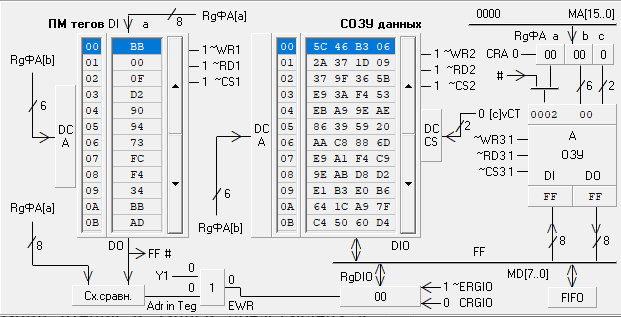 ПМ тегов DI a 8 RgФА[a] СОЗУ данных 0000 MA[15..0]
RgФА a b c
CRA 0 00 00 0
RgФА[b] 6
DC A
00 BB
01 00
02 0F
03 D2
04 90
05 94
06 73
07 FC
08 F4
09 34
0A BB
0B AD
1 ~WR1
1 ~RD1
1 ~CS1
DC A
6
RgФА[b]
00 5C 46 B3 06
01 2A 37 1D 09
02 37 9F 36 5B
03 E9 3A F4 53
04 EB A9 9E AE
05 86 39 59 20
06 AA C8 88 6D
07 E9 A1 F4 C9
08 9E AB D8 D2
09 E1 B3 E0 B6
0A 64 1C A9 7F
0B C4 50 60 D4
1 ~WR2
1 ~RD2
1 ~CS2
DC CS
2
0 [c]vCT
# 6 2
0002 00
A
ОЗУ
DI DO
FF FF
~WR3 1
~RD3 1
~CS3 1
8 8
RgФА[a]
8
DO
FF #
DIO
FF
MD[7..0]
FIFO
Сх.сравн.
Y1 0
0
Adr in Teg
1
0
EWR
RgDIO
00
1 ~ERGIO
0 CRGIO